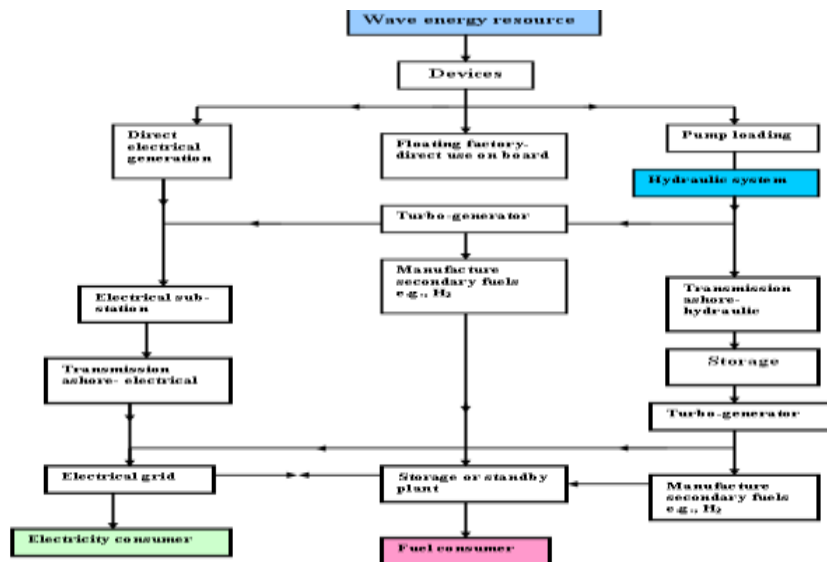 Wave energy resource
Devices
Direct
electrical
generation
Floating factory-
direct use on board
Pump loading
Hydraulic system
Turbo-generator
Manufacture
secondary fuels
e.g., H₂
Electrical sub-
station
Transmission
ashore-
hydraulic
Transmission
ashore- electrical
Storage
Turbo-generator
Electrical grid
Storage or standby
plant
Manufacture
secondary fuels
e.g., H₂
Electricity consumer
Fuel consumer